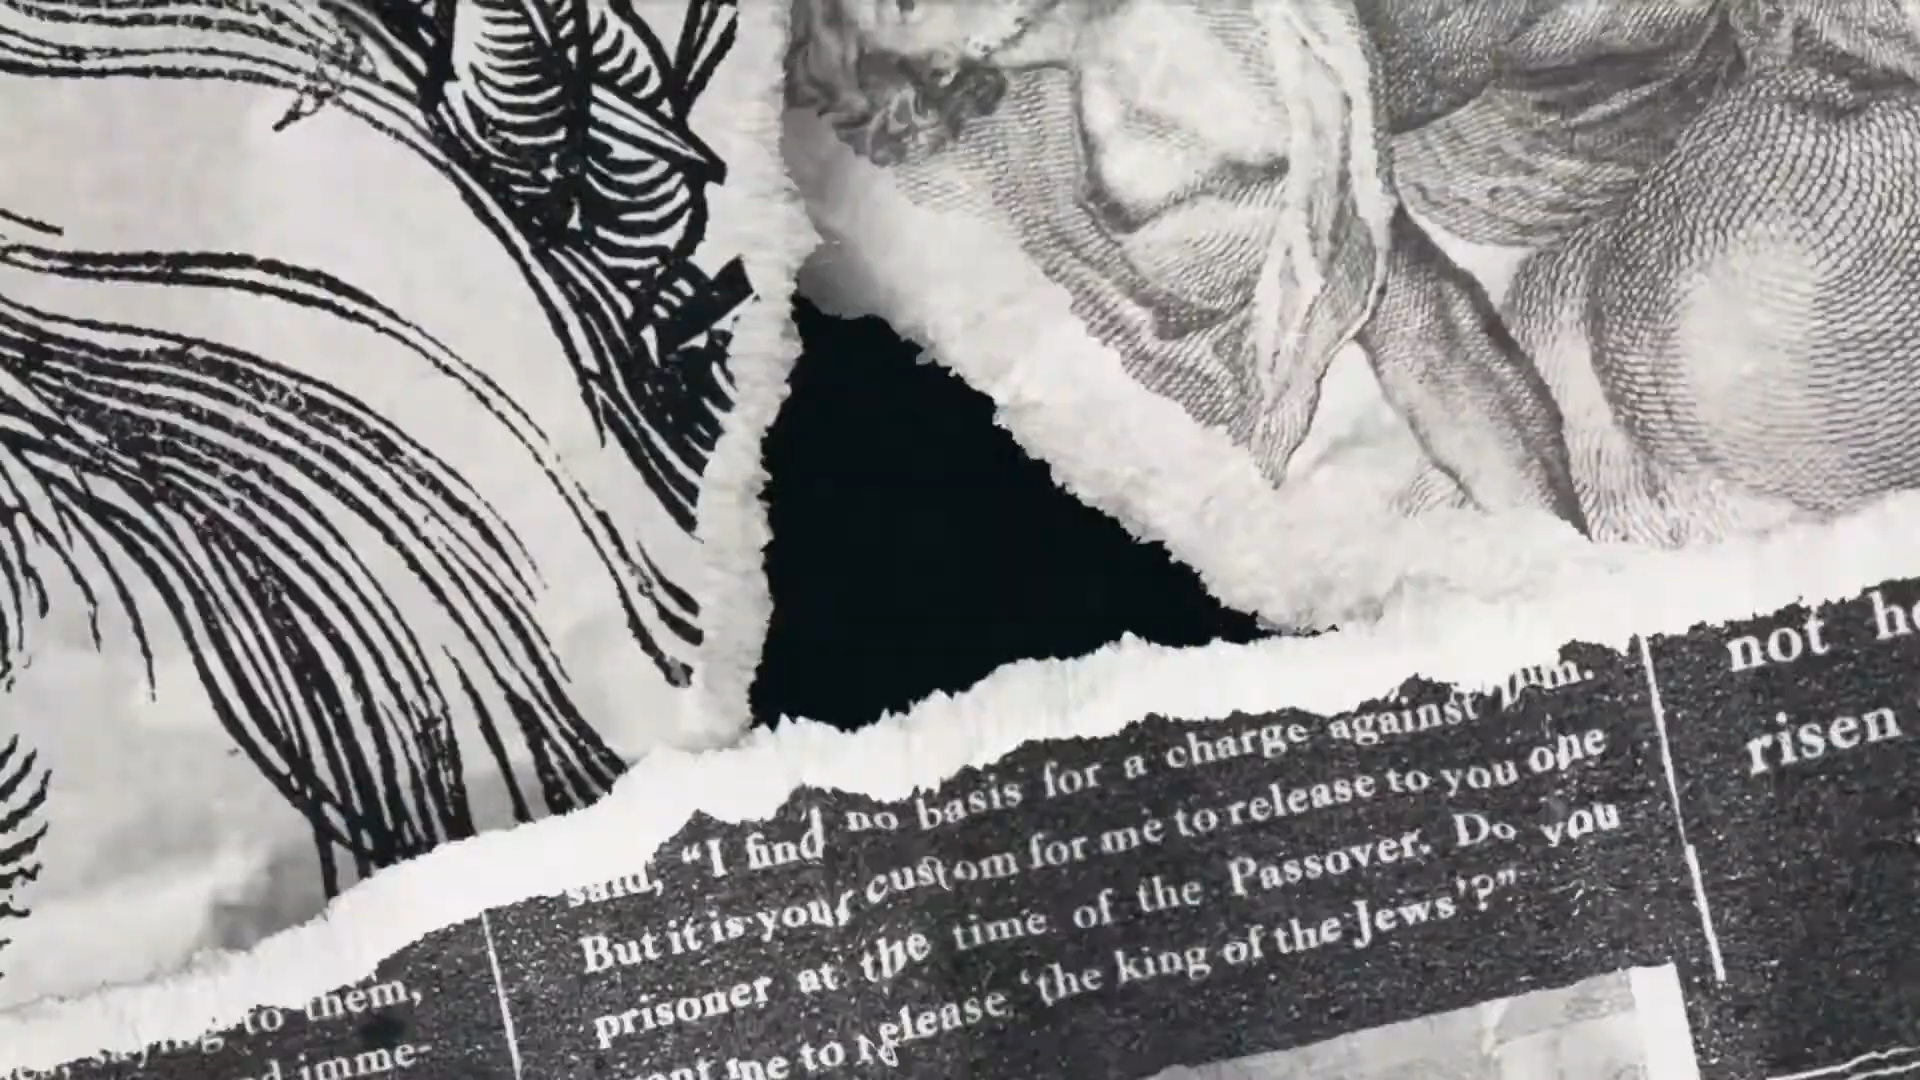 to them,
imme-
said, “I find no basis for a charge against him.
But it is your custom for me to release to you one
prisoner at the time of the Passover. Do you
me to release ‘the king of the Jews’?”
not
risen